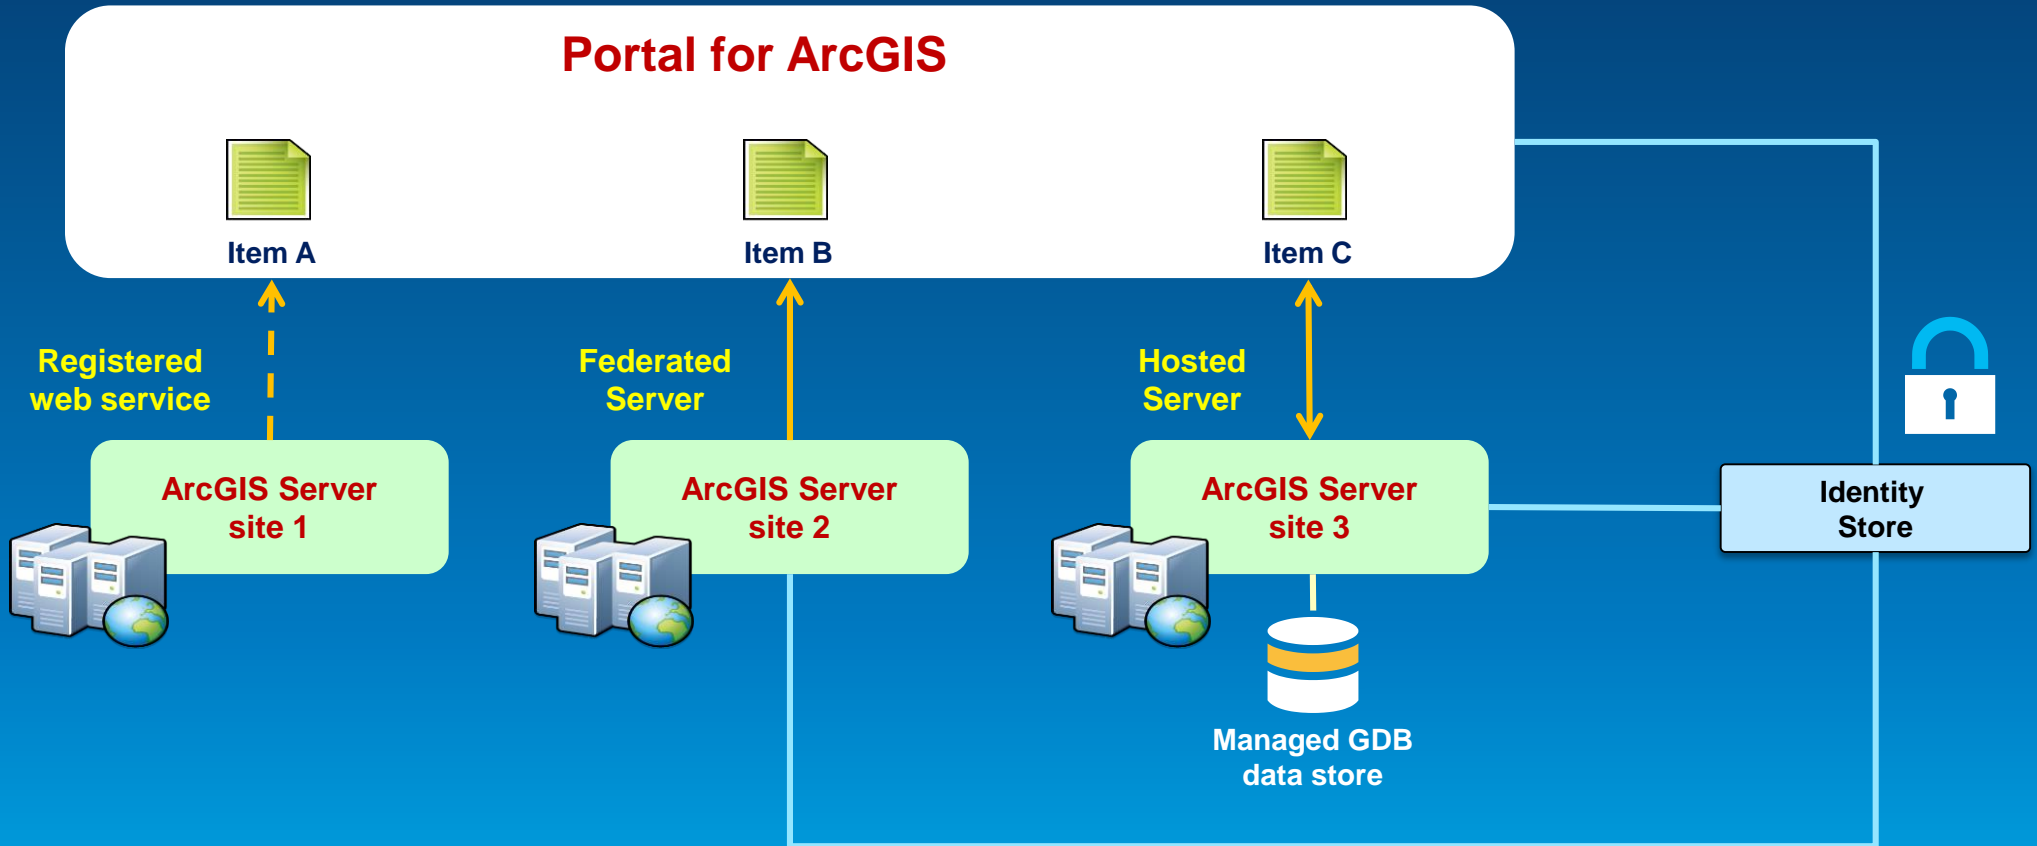 Portal for ArcGIS
Item A
Item B
Item C
Registered
web service
Federated
Server
Hosted
Server
ArcGIS Server
site 1
ArcGIS Server
site 2
ArcGIS Server
site 3
Identity
Store
Managed GDB
data store